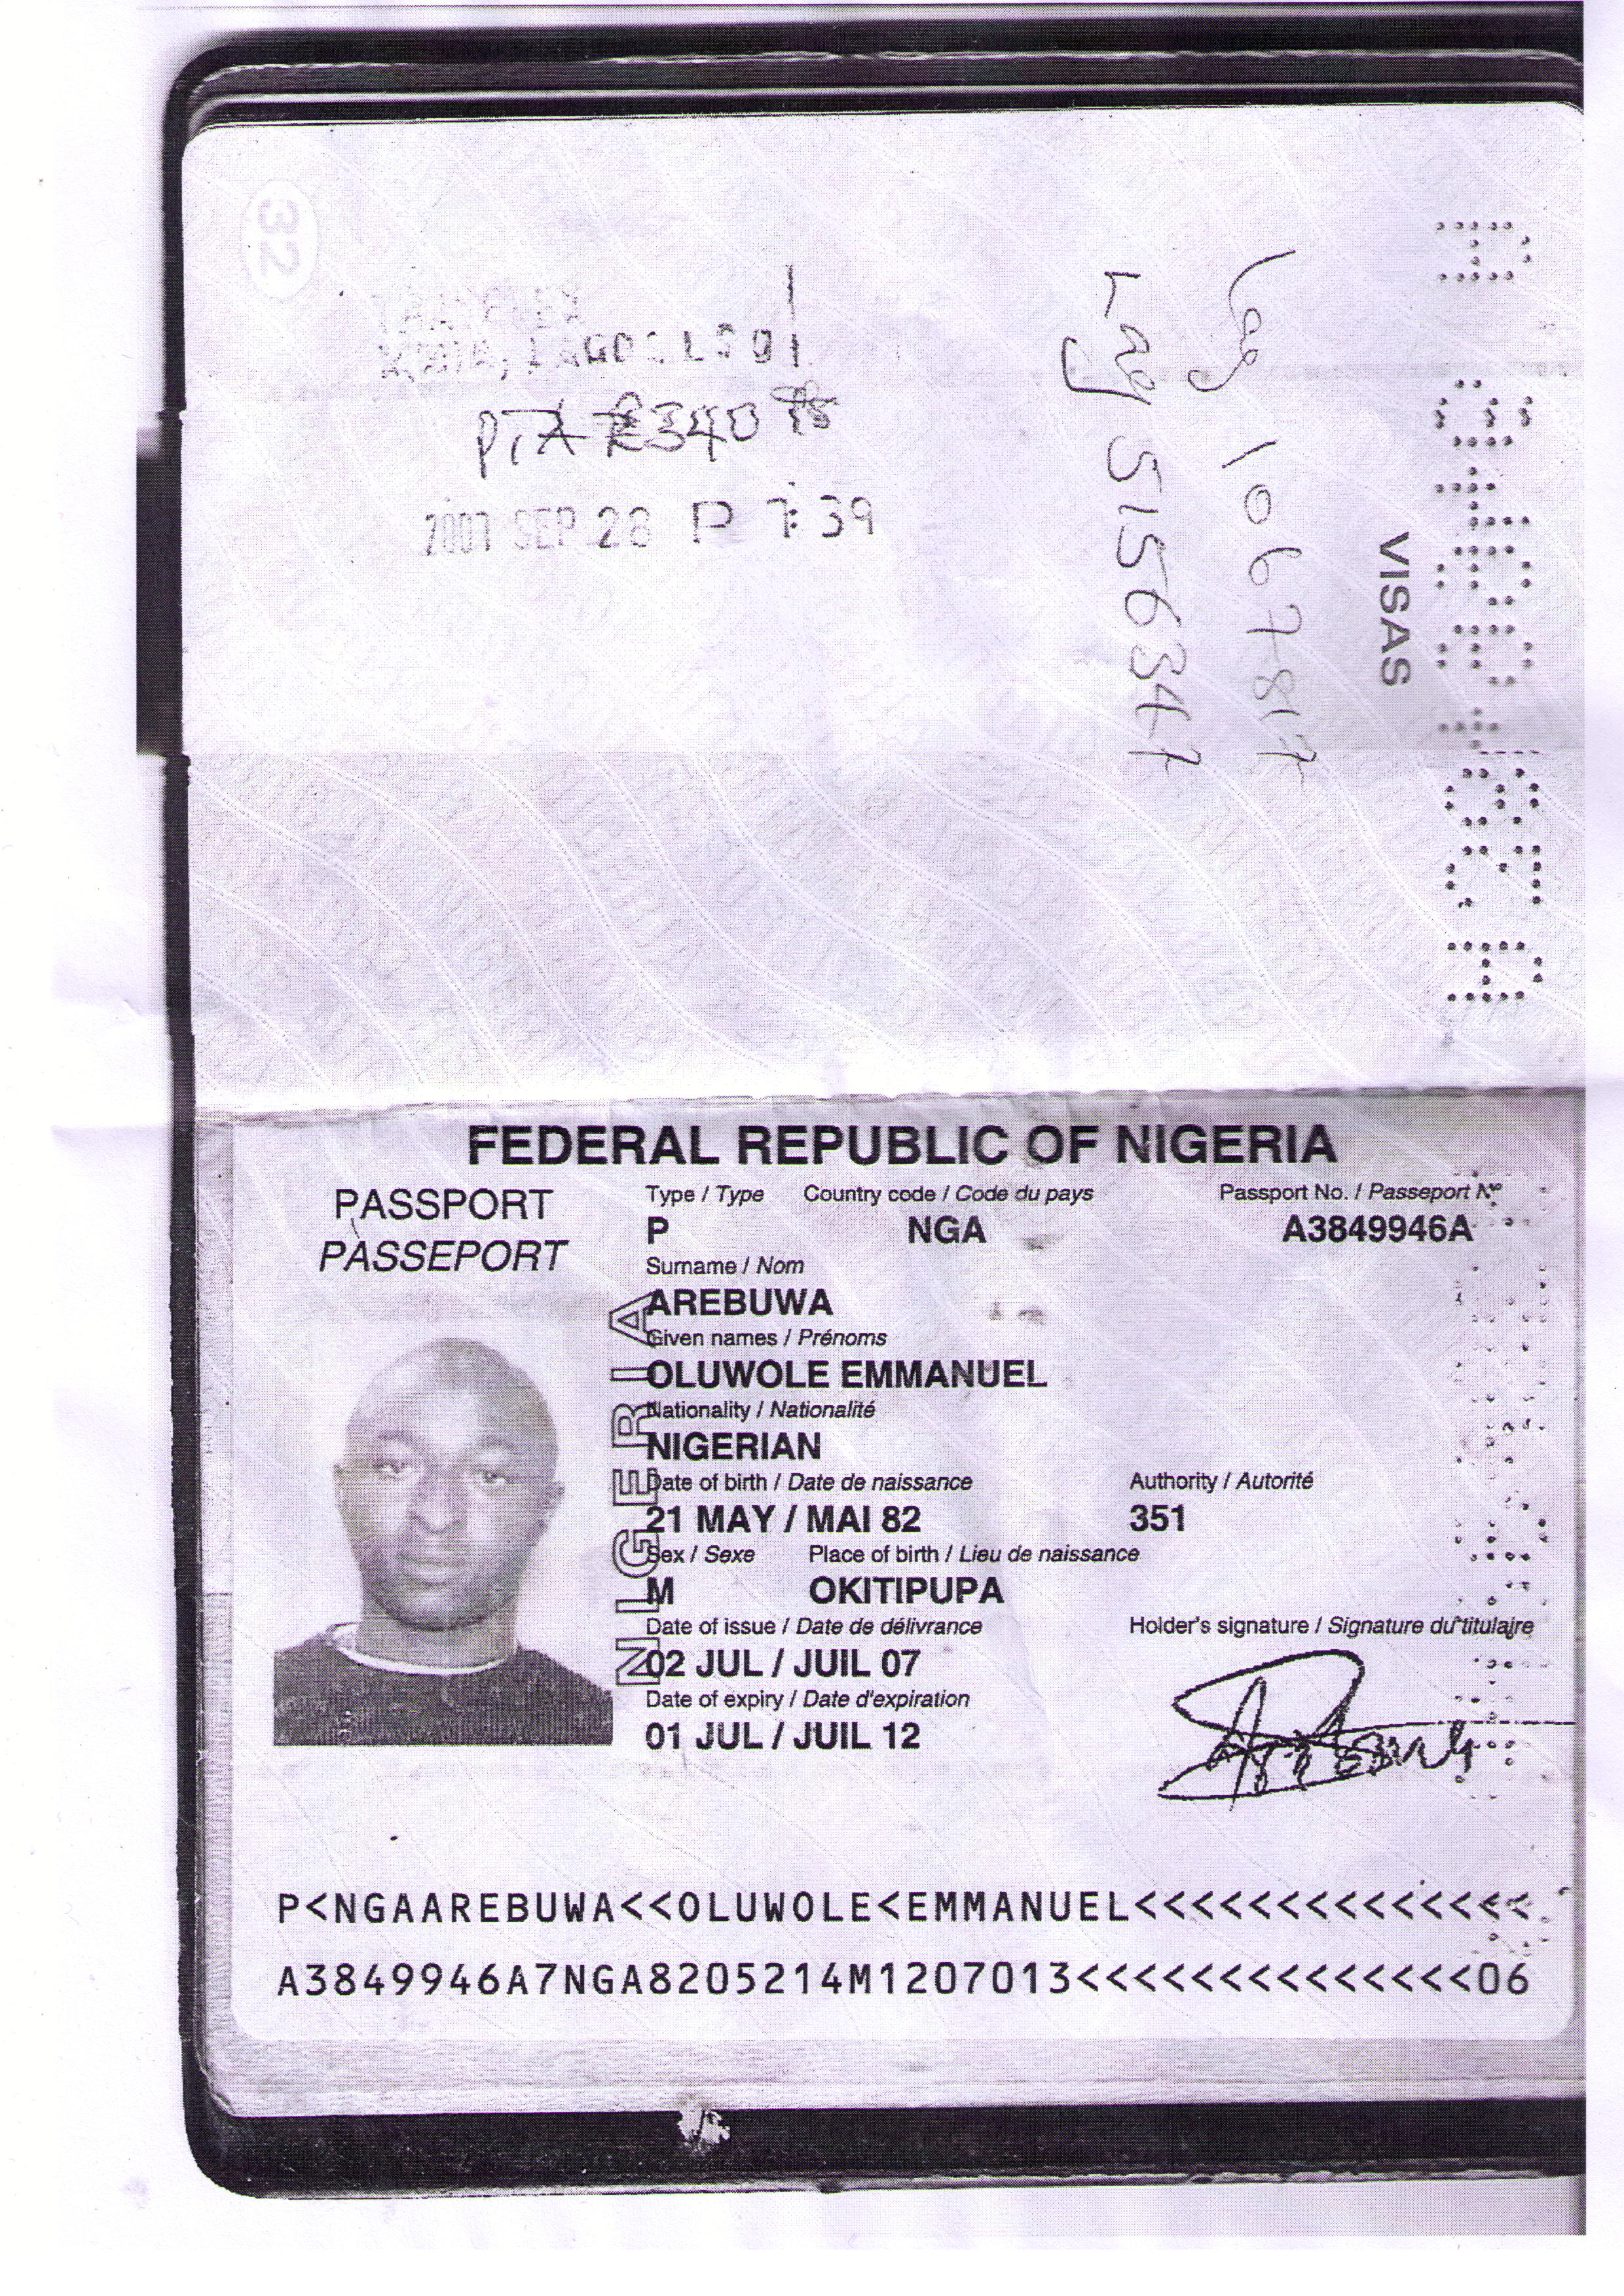 32
LAGOS
PTA £340
2007 SEP 28 P 7:39
Lag 5156347
Lag 1067817
VISAS
FEDERAL REPUBLIC OF NIGERIA
PASSPORT
PASSEPORT
Type / Type Country code / Code du pays Passport No. / Passeport N°
P NGA A3849946A
Surname / Nom
AREBUWA
Given names / Prénoms
OLUWOLE EMMANUEL
Nationality / Nationalité
NIGERIAN
Date of birth / Date de naissance Authority / Autorité
21 MAY / MAI 82 351
Sex / Sexe Place of birth / Lieu de naissance
M OKITIPUPA
Date of issue / Date de délivrance Holder's signature / Signature du titulaire
02 JUL / JUIL 07
Date of expiry / Date d'expiration
01 JUL / JUIL 12
NIGERIA
P<NGAAREBUWA<<OLUWOLE<EMMANUEL<<<<<<<<<<<<<<
A3849946A7NGA8205214M1207013<<<<<<<<<<<<<<06